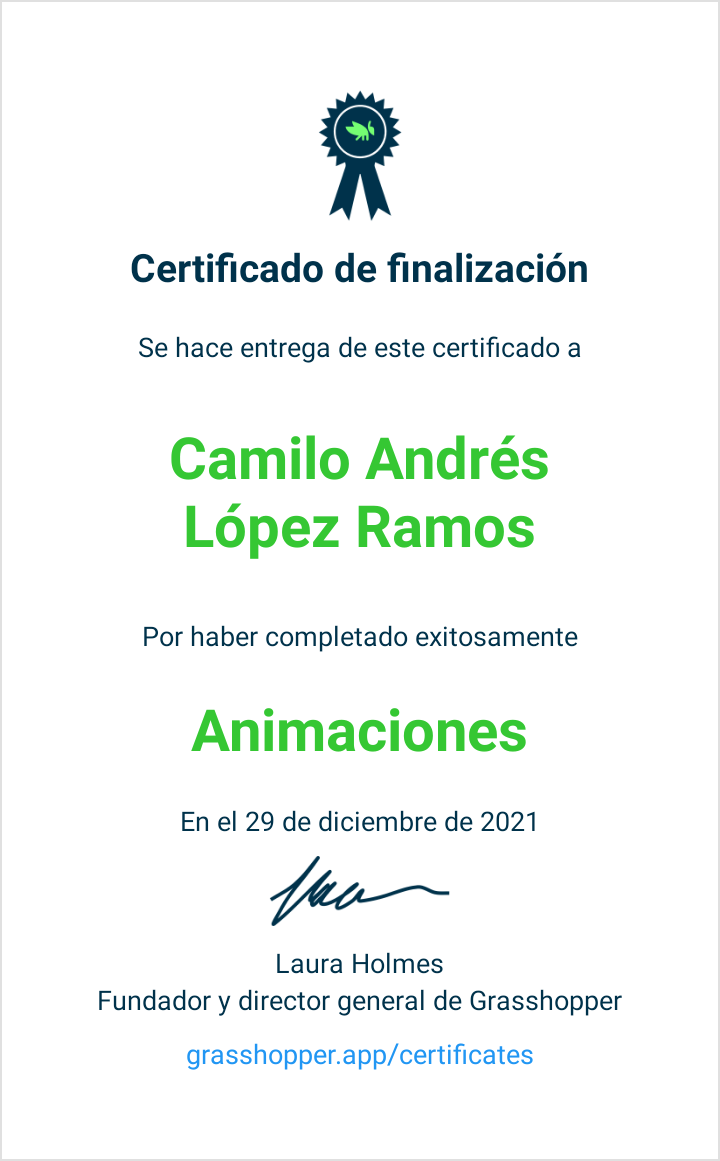 Certificado de finalización
Se hace entrega de este certificado a
Camilo Andrés
López Ramos
Por haber completado exitosamente
Animaciones
En el 29 de diciembre de 2021
Laura Holmes
Fundador y director general de Grasshopper
grasshopper.app/certificates